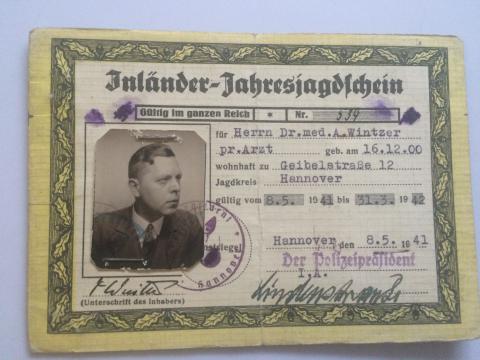 Inländer-Jahresjagdschein
Gültig im ganzen Reich * Nr. 539
für Herrn Dr.med.A.Wintzer
pr.Arzt geb. am 16.12.00
wohnhaft zu Geibelstraße 12
Jagdkreis Hannover
gültig vom 8.5. 1941 bis 31.3. 1942
Hannover den 8.5. 1941
Der Polizeipräsident
I.A.
(Unterschrift des Inhabers)